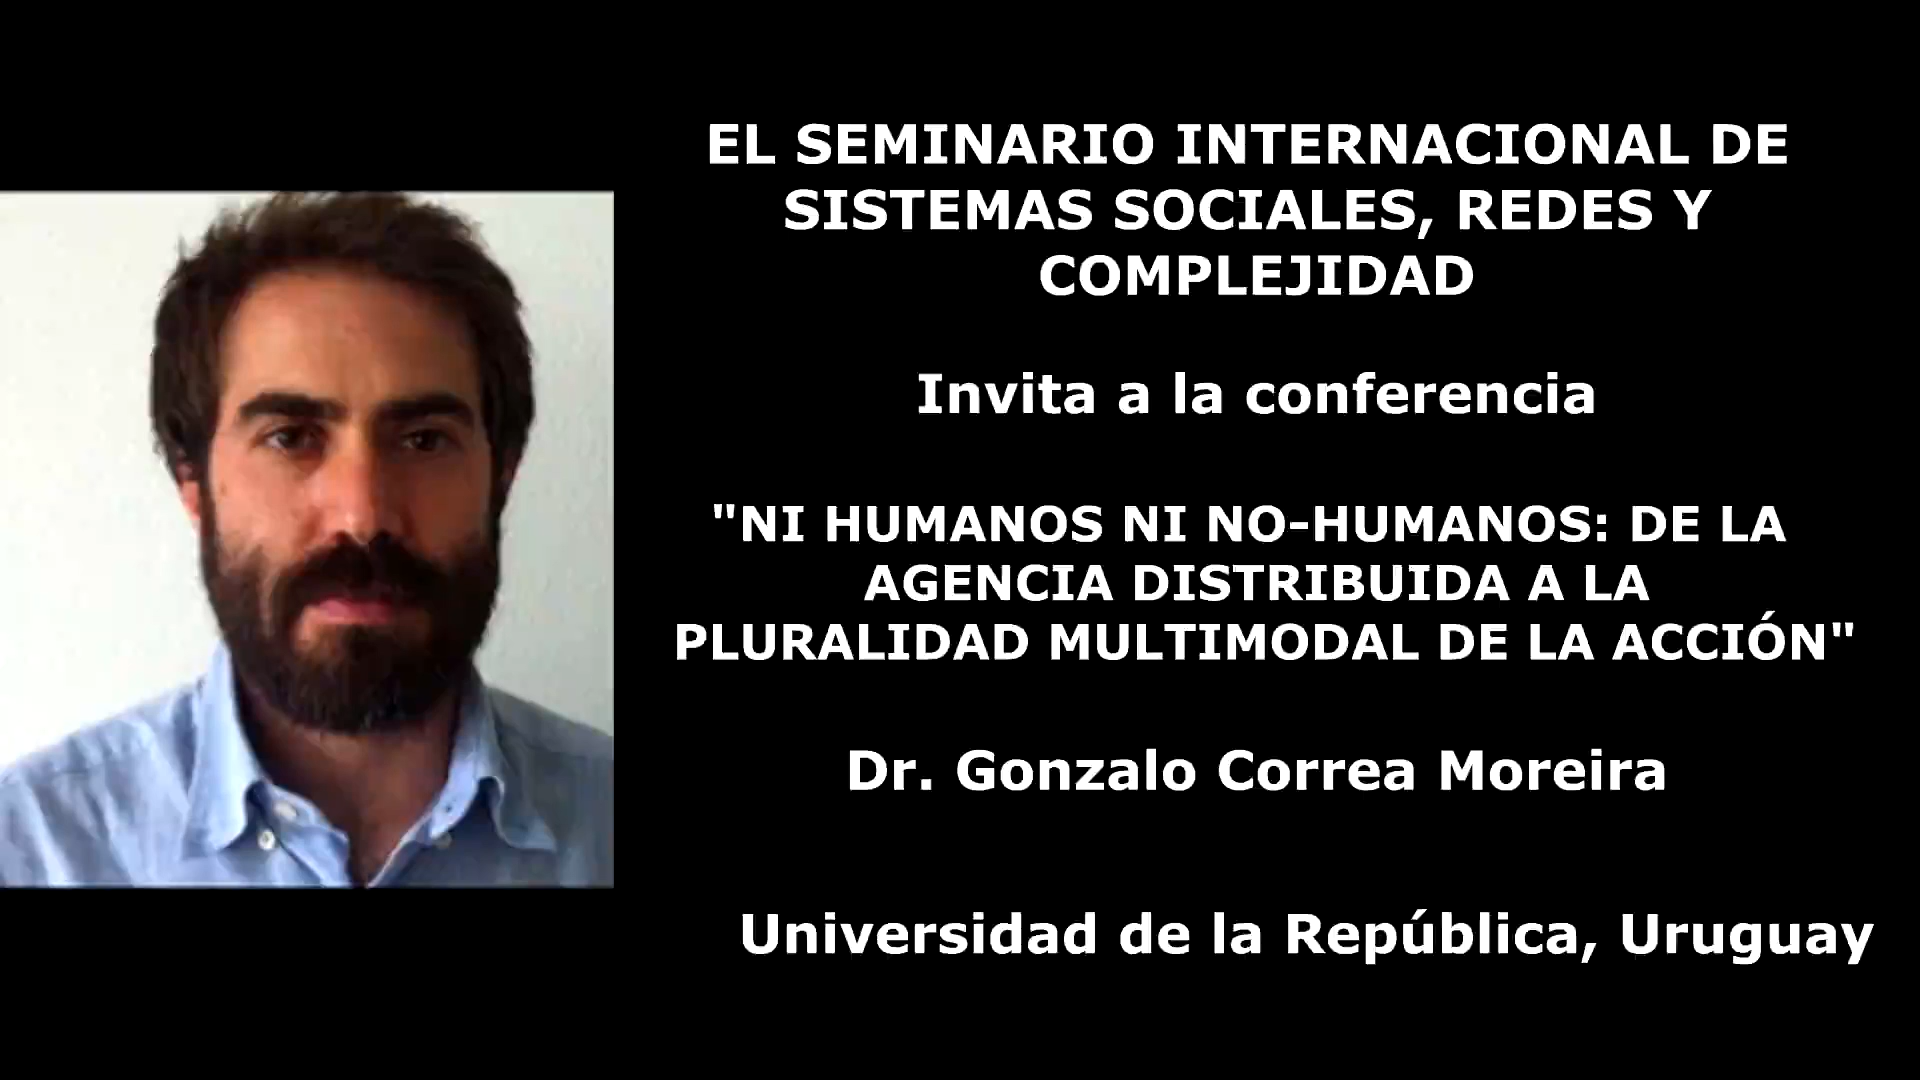 EL SEMINARIO INTERNACIONAL DE
SISTEMAS SOCIALES, REDES Y
COMPLEJIDAD
Invita a la conferencia
"NI HUMANOS NI NO-HUMANOS: DE LA
AGENCIA DISTRIBUIDA A LA
PLURALIDAD MULTIMODAL DE LA ACCIÓN"
Dr. Gonzalo Correa Moreira
Universidad de la República, Uruguay